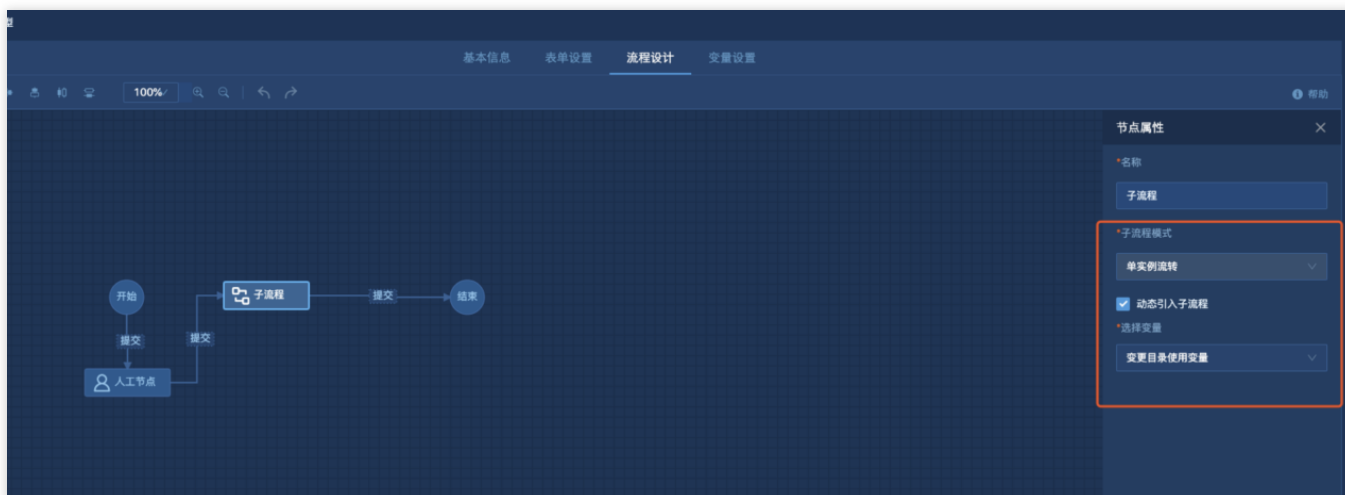 型
基本信息 表单设置 流程设计 变量设置
100%
帮助
节点属性
*名称
子流程
*子流程模式
单实例流转
动态引入子流程
*选择变量
变更目录使用变量
开始
子流程
提交
结束
提交
提交
人工节点